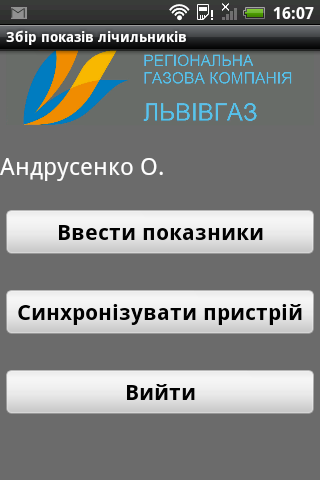 16:07
Збір показів лічильників
РЕГІОНАЛЬНА
ГАЗОВА КОМПАНІЯ
ЛЬВІВГАЗ
Андрусенко О.
Ввести показники
Синхронізувати пристрій
Вийти